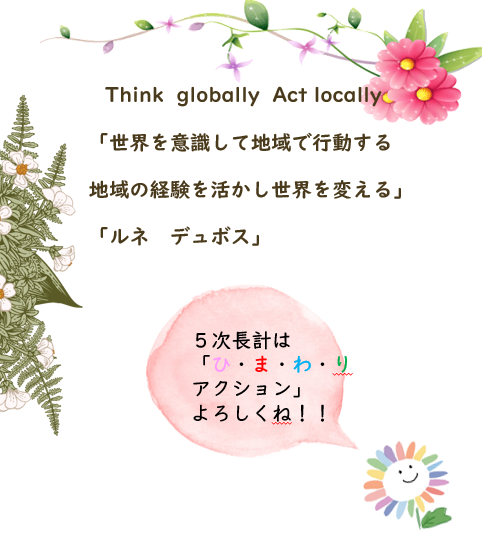 Think globally Act locally
「世界を意識して地域で行動する
地域の経験を活かし世界を変える」
「ルネ　デュボス」
５次長計は
「ひ・ま・わ・り
アクション」
よろしくね！！